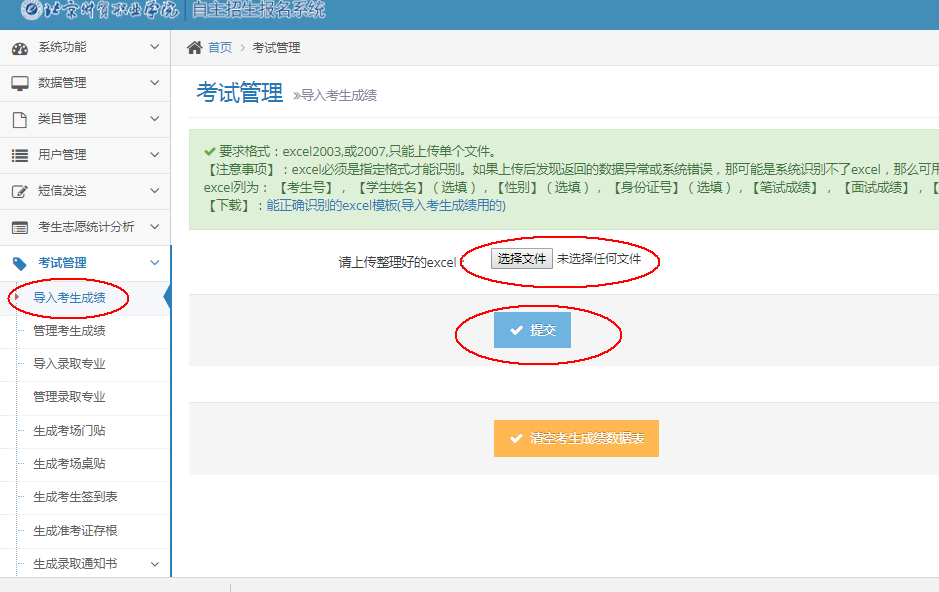 北京财贸职业学院 自主招生报名系统
系统功能
数据管理
类目管理
用户管理
短信发送
考生志愿统计分析
考试管理
导入考生成绩
管理考生成绩
导入录取专业
管理录取专业
生成考场门贴
生成考场桌贴
生成考生签到表
生成准考证存根
生成录取通知书
首页 > 考试管理
考试管理 »导入考生成绩
要求格式：excel2003,或2007,只能上传单个文件。
【注意事项】：excel必须是指定格式才能识别。如果上传后发现返回的数据异常或系统错误，那可能是系统识别不了excel，那么可用
excel列为： 【考生号】， 【学生姓名】（选填），【性别】（选填）， 【身份证号】（选填），【笔试成绩】， 【面试成绩】，【
【下载】：能正确识别的excel模板(导入考生成绩用的)
请上传整理好的excel： 选择文件 未选择任何文件
提交
清空考生成绩数据表